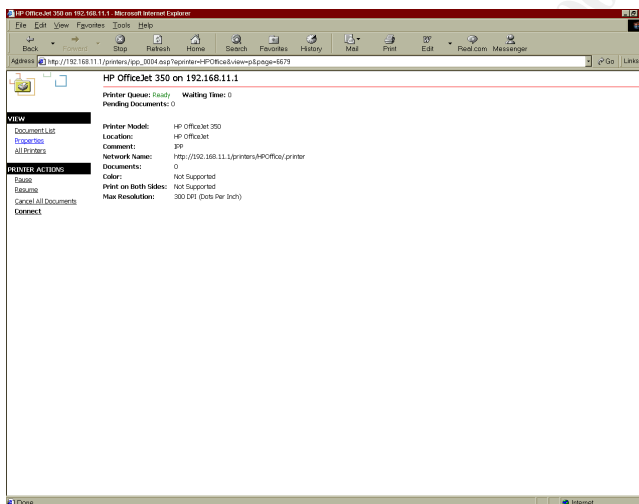 HP OfficeJet 350 on 192.168.11.1 - Microsoft Internet Explorer
File Edit View Favorites Tools Help
Back Forward Stop Refresh Home Search Favorites History Mail Print Edit Real.com Messenger
Address http://192.168.11.1/printers/ipp_0004.asp?eprinter=HPOffice&view=p&page=6679 Go Links
HP OfficeJet 350 on 192.168.11.1
Printer Queue: Ready Waiting Time: 0
Pending Documents: 0
VIEW
Document List
Properties
All Printers
PRINTER ACTIONS
Pause
Resume
Cancel All Documents
Connect
Printer Model: HP OfficeJet 350
Location: HP OfficeJet
Comment: IPP
Network Name: http://192.168.11.1/printers/HPOffice/.printer
Documents: 0
Color: Not Supported
Print on Both Sides: Not Supported
Max Resolution: 300 DPI (Dots Per Inch)
Done Internet